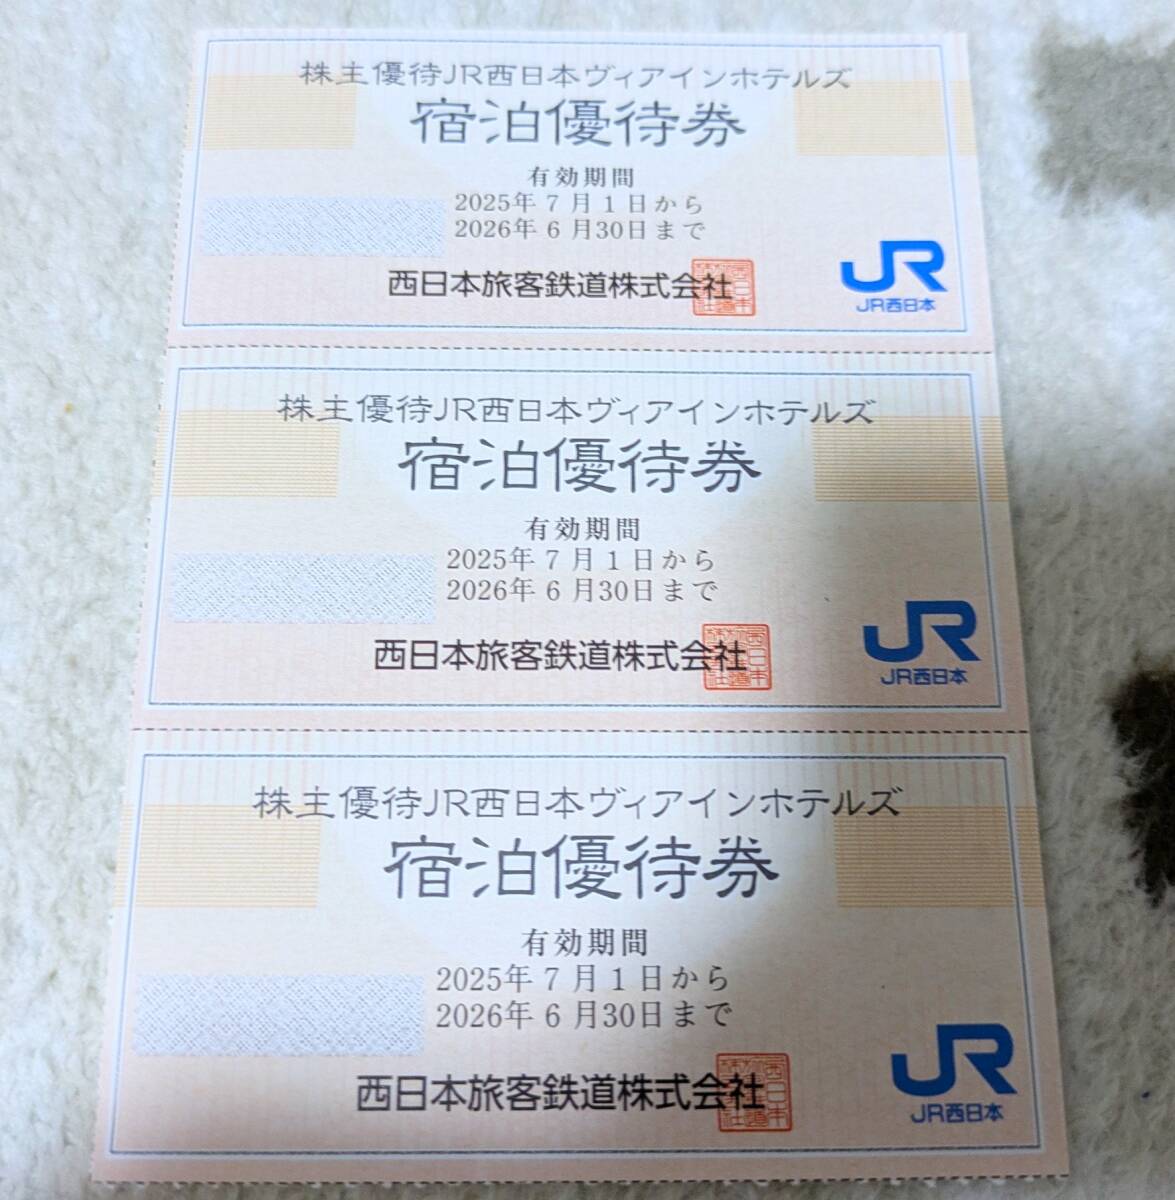 株主優待JR西日本ヴィアインホテルズ
宿泊優待券
有効期間
2025年7月1日から
2026年6月30日まで
西日本旅客鉄道株式会社
JR
JR西日本
株主優待JR西日本ヴィアインホテルズ
宿泊優待券
有効期間
2025年7月1日から
2026年6月30日まで
西日本旅客鉄道株式会社
JR
JR西日本
株主優待JR西日本ヴィアインホテルズ
宿泊優待券
有効期間
2025年7月1日から
2026年6月30日まで
西日本旅客鉄道株式会社
JR
JR西日本